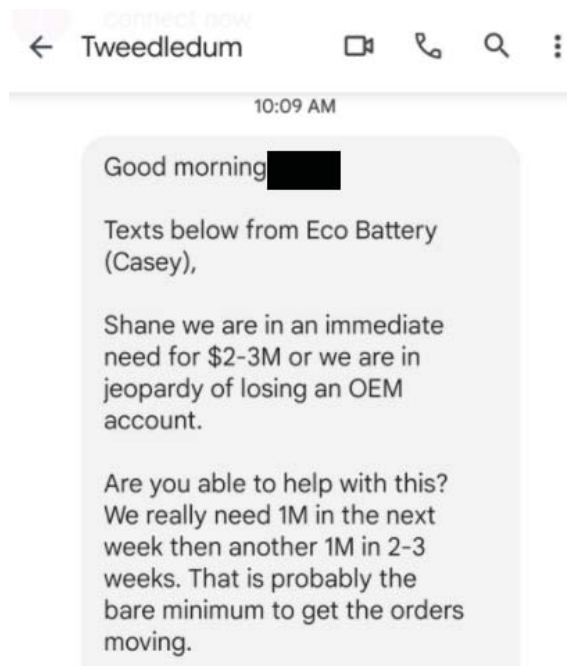 connect now
Tweedledum
10:09 AM
Good morning
Texts below from Eco Battery
(Casey),
Shane we are in an immediate
need for $2-3M or we are in
jeopardy of losing an OEM
account.
Are you able to help with this?
We really need 1M in the next
week then another 1M in 2-3
weeks. That is probably the
bare minimum to get the orders
moving.